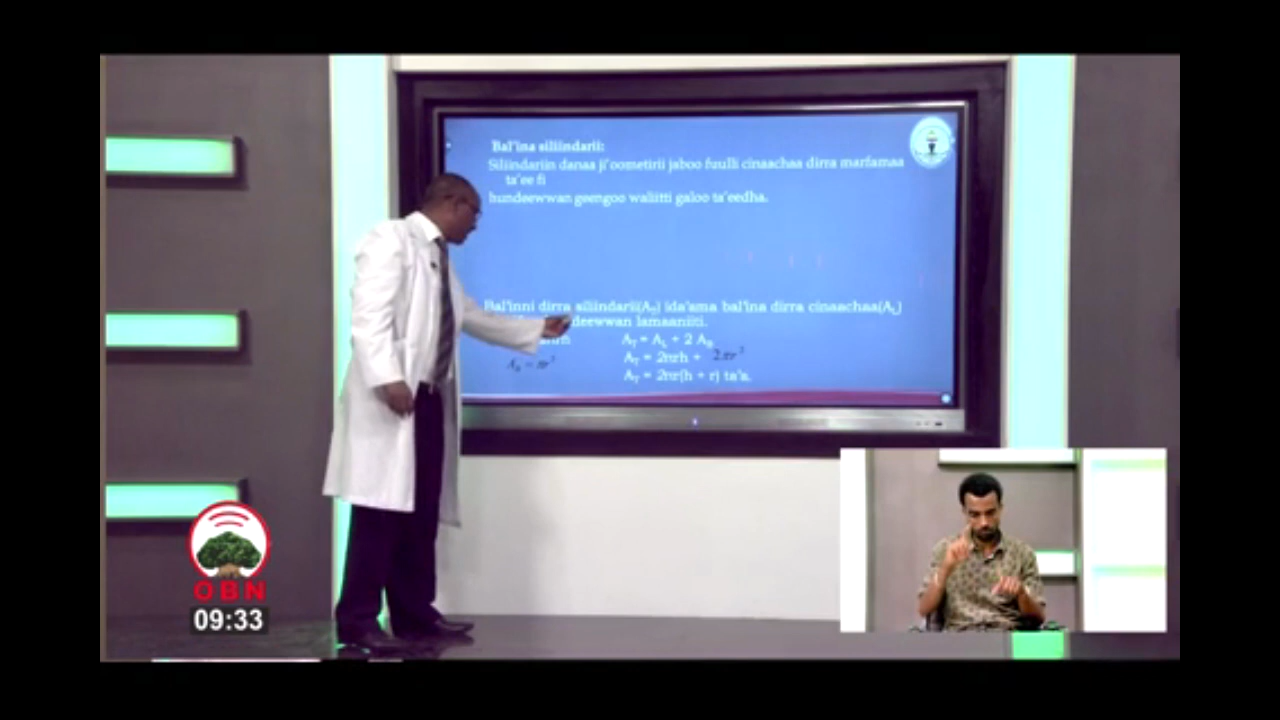 Bal'ina siliindarii:
Siliindariin danaa ji'oometirii jaboo fuulli cinaachaa dirra marfamaa
ta'ee fi
bundeewwan geengoo waliitti galoo ta'eedha.
Bal'inni dirra siliindarii(A_T) ida'ama bal'ina dirra cinaachaa(A_L)
deewwan lamaaniiti.
A_T = A_L + 2 A_B
A_T = 2πrh + 2πr²
A_B = πr²
A_T = 2πr(h + r) ta'a.
OBN
09:33